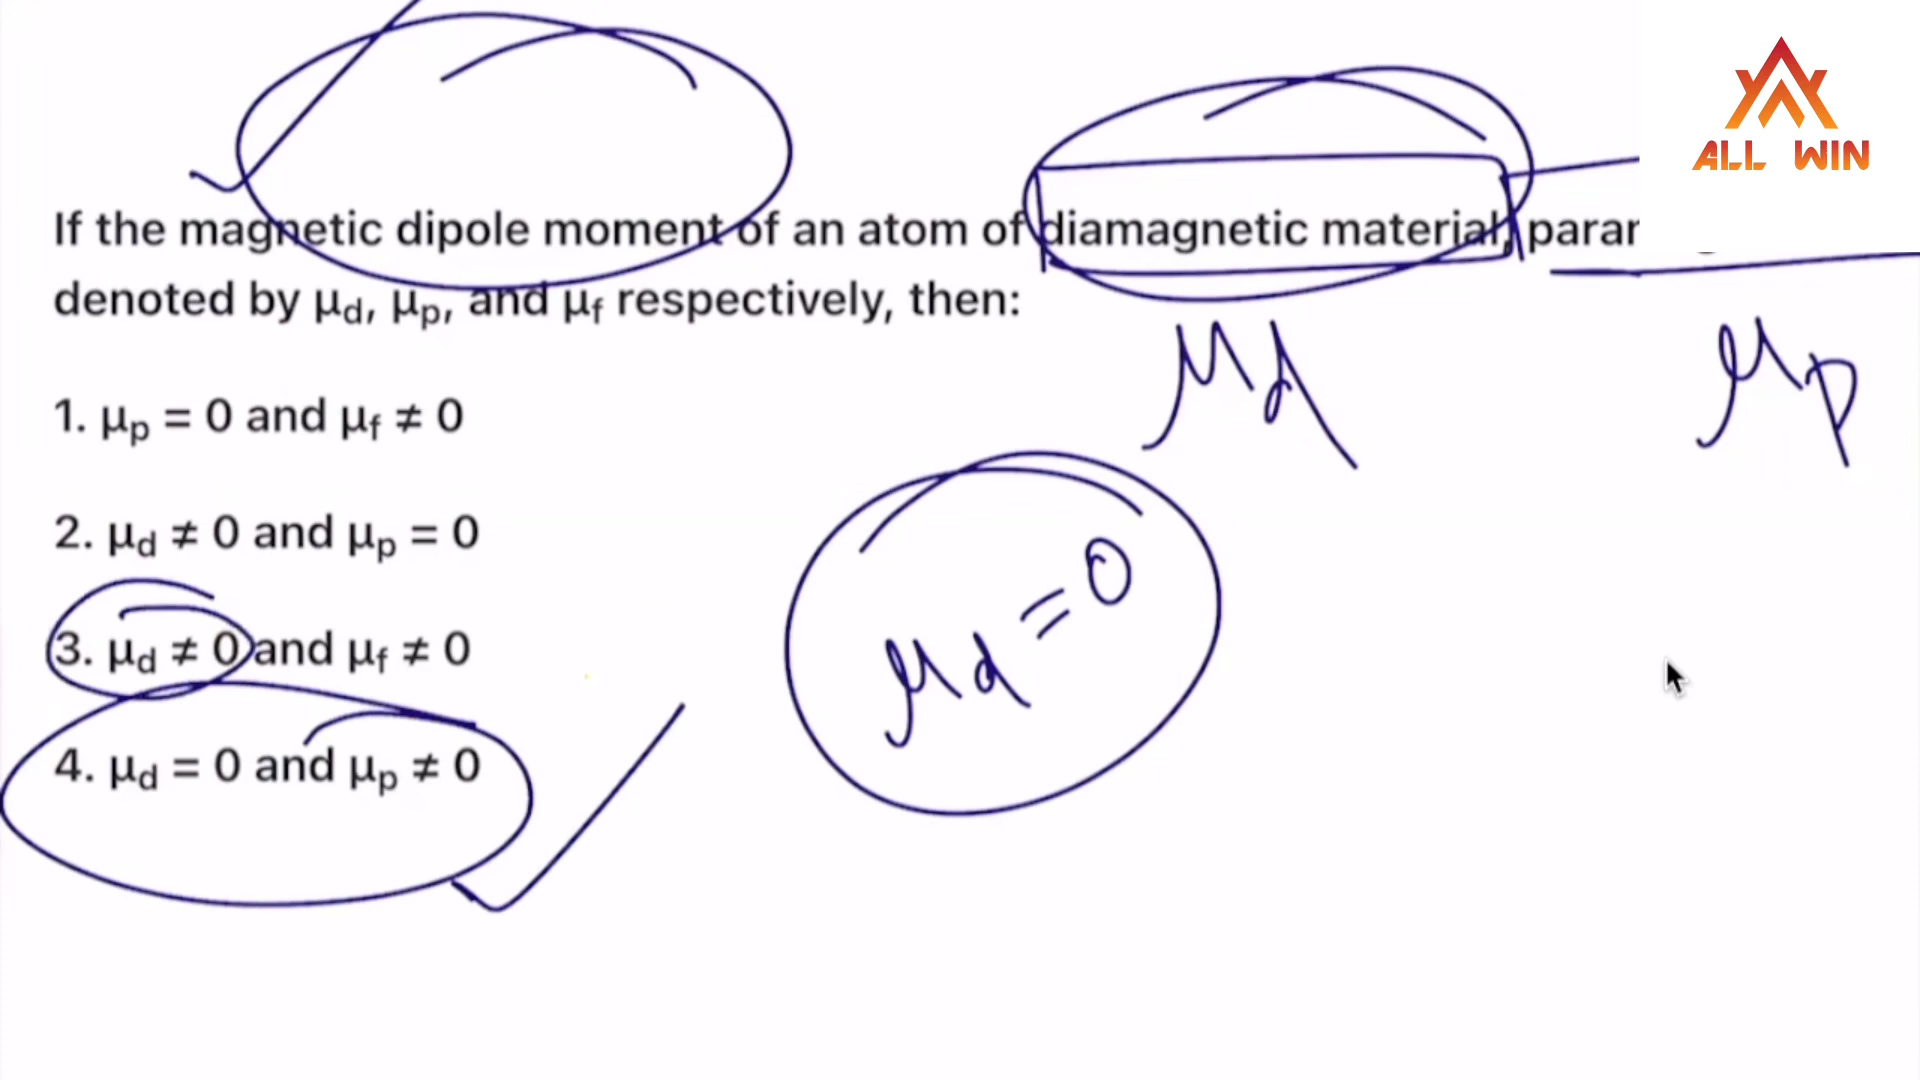 ALL WIN
If the magnetic dipole moment of an atom of diamagnetic material,
denoted by μd, μp, and μf respectively, then:
μd
μp
1. μp = 0 and μf ≠ 0
2. μd ≠ 0 and μp = 0
μd = 0
3. μd ≠ 0 and μf ≠ 0
4. μd = 0 and μp ≠ 0